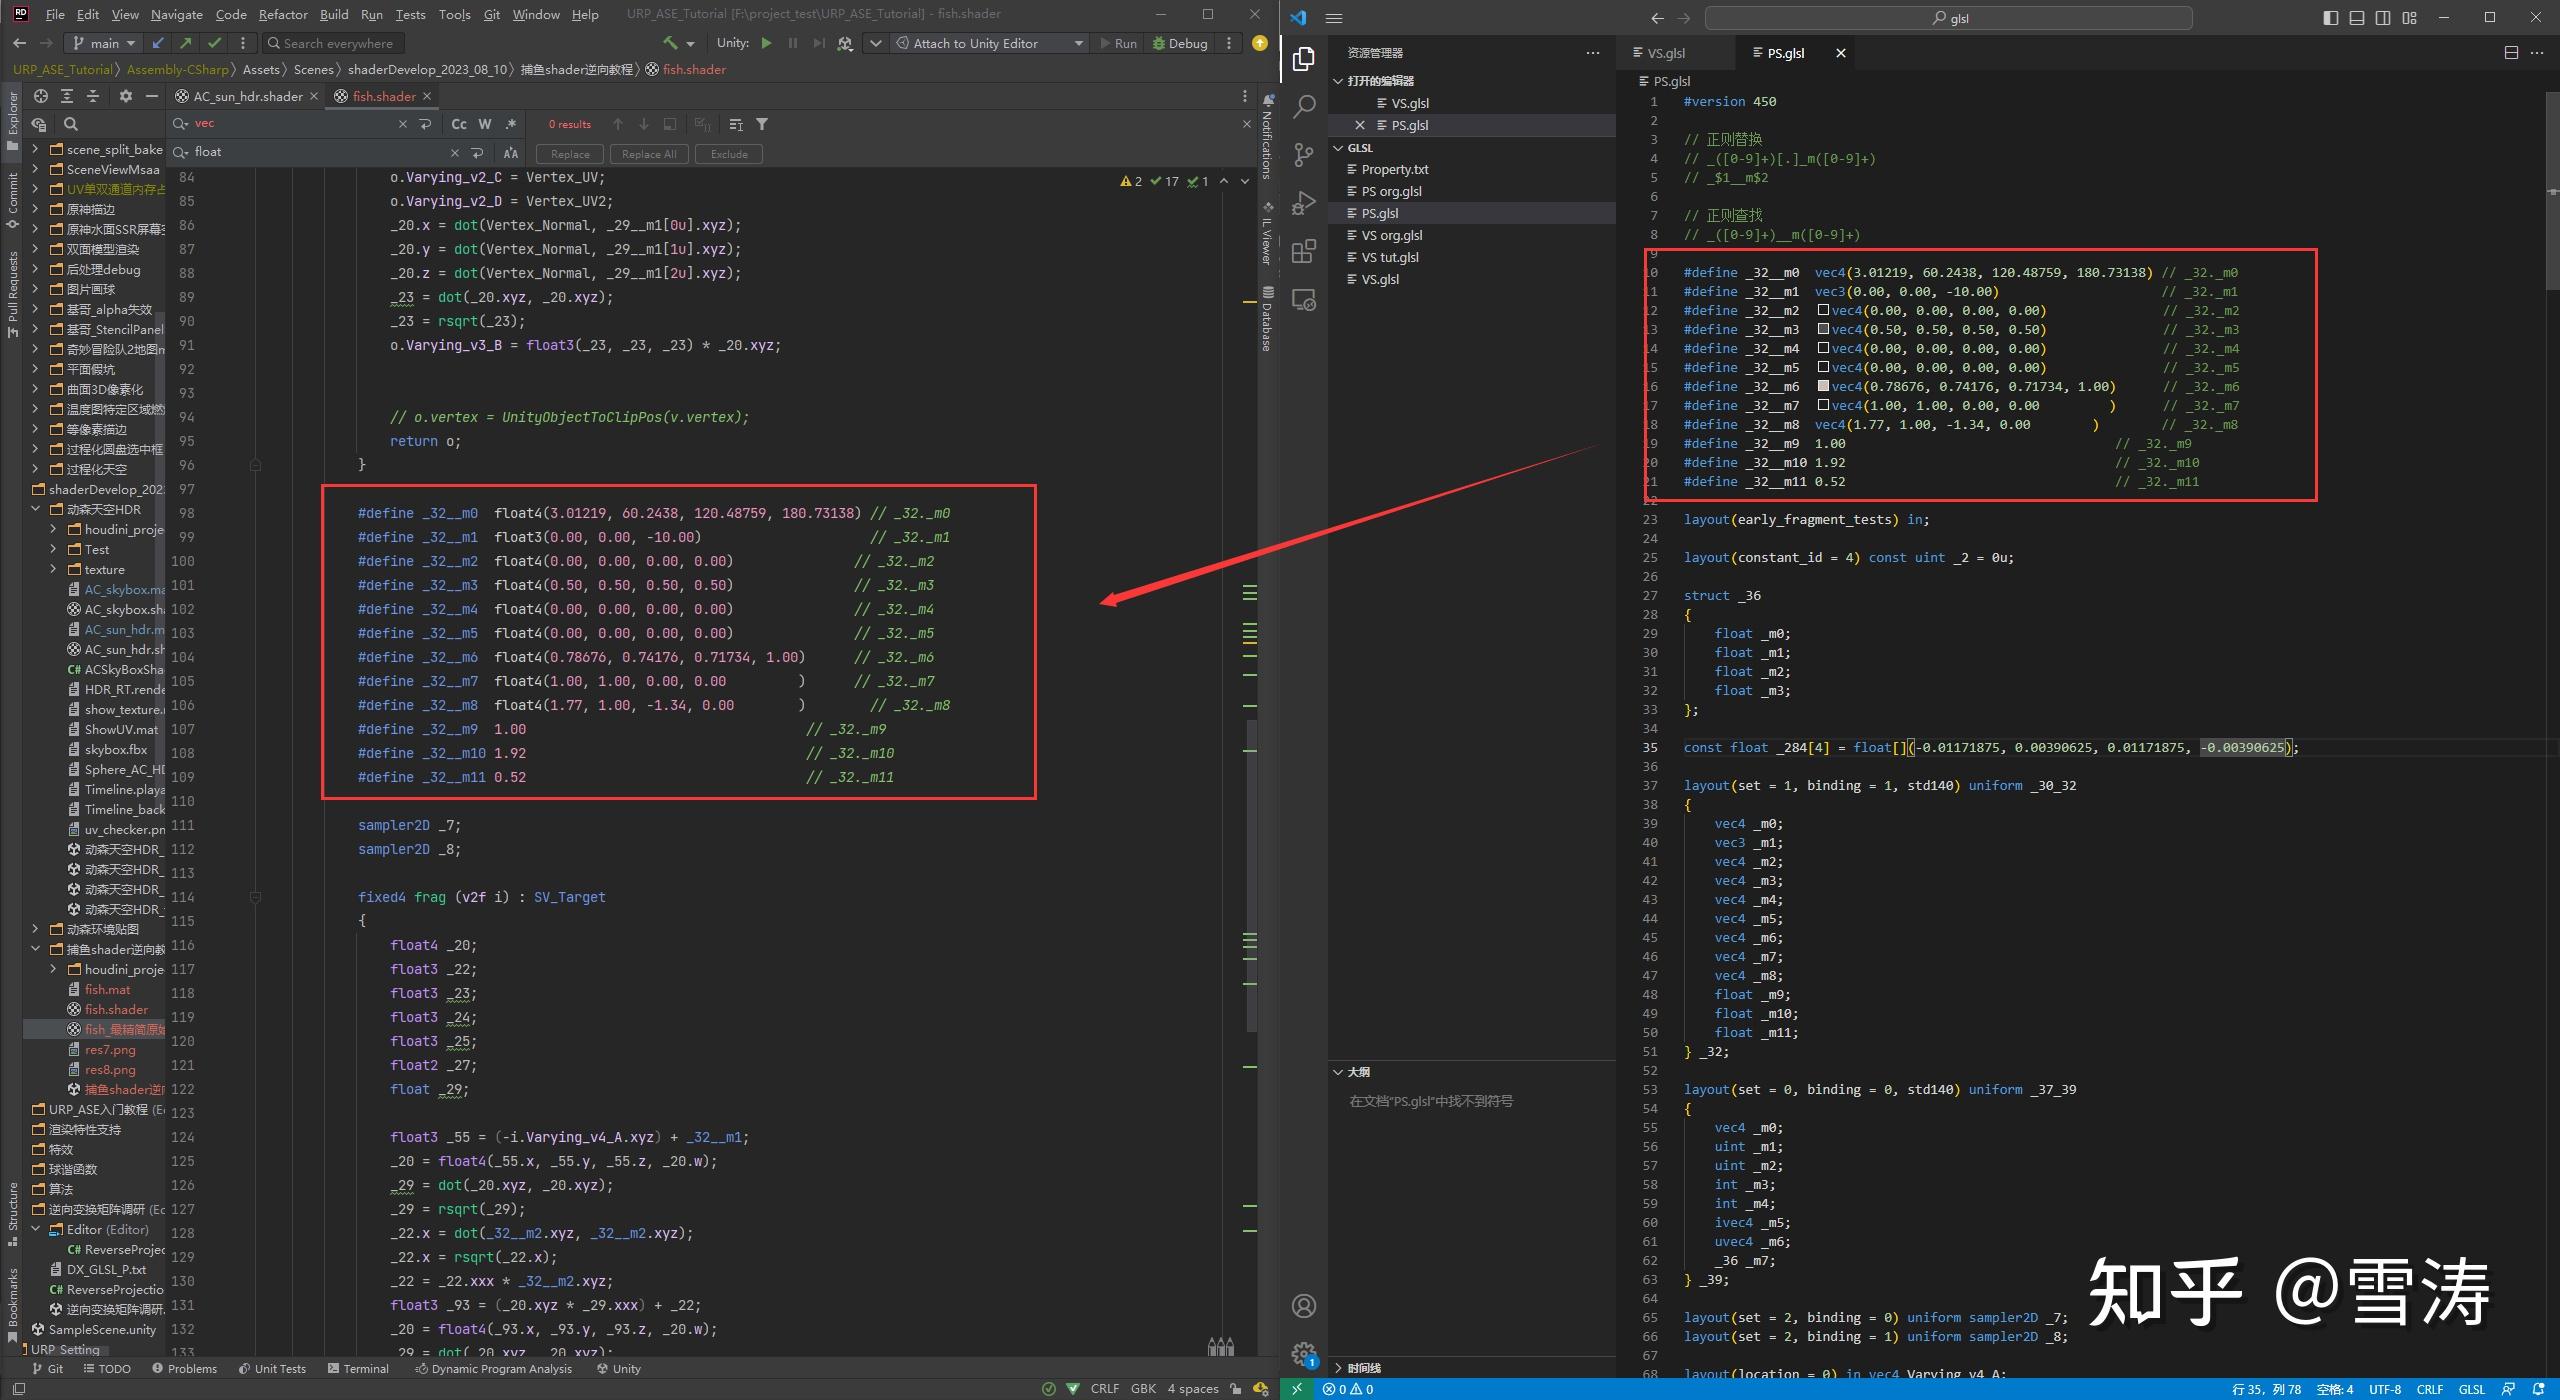 File Edit View Navigate Code Refactor Build Run Tests Tools Git Window Help URP_ASE_Tutorial [F:\project_test\URP_ASE_Tutorial] - fish.shader
main Search everywhere Unity: Attach to Unity Editor Run Debug
URP_ASE_Tutorial Assembly-CSharp Assets Scenes shaderDevelop_2023_08_10 捕鱼shader逆向教程 fish.shader
AC_sun_hdr.shader fish.shader
vec Cc W .* 0 results
float Replace Replace All Exclude
Explorer
Commit
Pull Requests
Structure
Bookmarks
Notifications
IL Viewer
Database
scene_split_bake
SceneViewMsaa
UV单双通道内存占
原神描边
原神水面SSR屏幕
双面模型渲染
后处理debug
图片画球
基哥_alpha失效
基哥_StencilPanel
奇妙冒险队2地图m
平面假坑
曲面3D像素化
温度图特定区域燃
等像素描边
过程化圆盘选中框
过程化天空
shaderDevelop_202
动森天空HDR
houdini_proje
Test
texture
AC_skybox.ma
AC_skybox.sha
AC_sun_hdr.m
AC_sun_hdr.sh
ACSkyBoxSha
HDR_RT.rende
show_texture.
ShowUV.mat
skybox.fbx
Sphere_AC_HD
Timeline.playa
Timeline_back
uv_checker.pn
动森天空HDR_
动森天空HDR_
动森天空HDR_
动森天空HDR_
动森环境贴图
捕鱼shader逆向教
houdini_proje
fish.mat
fish.shader
fish_最精简原始
res7.png
res8.png
捕鱼shader逆向
URP_ASE入门教程 (Ec
渲染特性支持
特效
球谐函数
算法
逆向变换矩阵调研 (Ec
Editor (Editor)
ReverseProjec
DX_GLSL_P.txt
ReverseProjectio
逆向变换矩阵调研.
SampleScene.unity
URP Setting
2 17 1
84 o.Varying_v2_C = Vertex_UV;
85 o.Varying_v2_D = Vertex_UV2;
86 _20.x = dot(Vertex_Normal, _29__m1[0u].xyz);
87 _20.y = dot(Vertex_Normal, _29__m1[1u].xyz);
88 _20.z = dot(Vertex_Normal, _29__m1[2u].xyz);
89 _23 = dot(_20.xyz, _20.xyz);
90 _23 = rsqrt(_23);
91 o.Varying_v3_B = float3(_23, _23, _23) * _20.xyz;
92
93
94 // o.vertex = UnityObjectToClipPos(v.vertex);
95 return o;
96 }
97
98 #define _32__m0 float4(3.01219, 60.2438, 120.48759, 180.73138) // _32._m0
99 #define _32__m1 float3(0.00, 0.00, -10.00) // _32._m1
100 #define _32__m2 float4(0.00, 0.00, 0.00, 0.00) // _32._m2
101 #define _32__m3 float4(0.50, 0.50, 0.50, 0.50) // _32._m3
102 #define _32__m4 float4(0.00, 0.00, 0.00, 0.00) // _32._m4
103 #define _32__m5 float4(0.00, 0.00, 0.00, 0.00) // _32._m5
104 #define _32__m6 float4(0.78676, 0.74176, 0.71734, 1.00) // _32._m6
105 #define _32__m7 float4(1.00, 1.00, 0.00, 0.00 ) // _32._m7
106 #define _32__m8 float4(1.77, 1.00, -1.34, 0.00 ) // _32._m8
107 #define _32__m9 1.00 // _32._m9
108 #define _32__m10 1.92 // _32._m10
109 #define _32__m11 0.52 // _32._m11
110
111 sampler2D _7;
112 sampler2D _8;
113
114 fixed4 frag (v2f i) : SV_Target
115 {
116 float4 _20;
117 float3 _22;
118 float3 _23;
119 float3 _24;
120 float3 _25;
121 float2 _27;
122 float _29;
123
124 float3 _55 = (-i.Varying_v4_A.xyz) + _32__m1;
125 _20 = float4(_55.x, _55.y, _55.z, _20.w);
126 _29 = dot(_20.xyz, _20.xyz);
127 _29 = rsqrt(_29);
128 _22.x = dot(_32__m2.xyz, _32__m2.xyz);
129 _22.x = rsqrt(_22.x);
130 _22 = _22.xxx * _32__m2.xyz;
131 float3 _93 = (_20.xyz * _29.xxx) + _22;
132 _20 = float4(_93.x, _93.y, _93.z, _20.w);
133 _29 = dot(_20.xyz, _20.xyz);
Git TODO Problems Unit Tests Terminal Dynamic Program Analysis Unity
CRLF GBK 4 spaces
glsl
资源管理器
打开的编辑器
VS.glsl
PS.glsl
GLSL
Property.txt
PS org.glsl
PS.glsl
VS org.glsl
VS tut.glsl
VS.glsl
大纲
在文档"PS.glsl"中找不到符号
时间线
VS.glsl PS.glsl
PS.glsl
1 #version 450
2
3 // 正则替换
4 // _([0-9]+)[.]_m([0-9]+)
5 // _$1__m$2
6
7 // 正则查找
8 // _([0-9]+)__m([0-9]+)
9
10 #define _32__m0 vec4(3.01219, 60.2438, 120.48759, 180.73138) // _32._m0
11 #define _32__m1 vec3(0.00, 0.00, -10.00) // _32._m1
12 #define _32__m2 vec4(0.00, 0.00, 0.00, 0.00) // _32._m2
13 #define _32__m3 vec4(0.50, 0.50, 0.50, 0.50) // _32._m3
14 #define _32__m4 vec4(0.00, 0.00, 0.00, 0.00) // _32._m4
15 #define _32__m5 vec4(0.00, 0.00, 0.00, 0.00) // _32._m5
16 #define _32__m6 vec4(0.78676, 0.74176, 0.71734, 1.00) // _32._m6
17 #define _32__m7 vec4(1.00, 1.00, 0.00, 0.00 ) // _32._m7
18 #define _32__m8 vec4(1.77, 1.00, -1.34, 0.00 ) // _32._m8
19 #define _32__m9 1.00 // _32._m9
20 #define _32__m10 1.92 // _32._m10
21 #define _32__m11 0.52 // _32._m11
22
23 layout(early_fragment_tests) in;
24
25 layout(constant_id = 4) const uint _2 = 0u;
26
27 struct _36
28 {
29 float _m0;
30 float _m1;
31 float _m2;
32 float _m3;
33 };
34
35 const float _284[4] = float[](-0.01171875, 0.00390625, 0.01171875, -0.00390625);
36
37 layout(set = 1, binding = 1, std140) uniform _30_32
38 {
39 vec4 _m0;
40 vec3 _m1;
41 vec4 _m2;
42 vec4 _m3;
43 vec4 _m4;
44 vec4 _m5;
45 vec4 _m6;
46 vec4 _m7;
47 vec4 _m8;
48 float _m9;
49 float _m10;
50 float _m11;
51 } _32;
52
53 layout(set = 0, binding = 0, std140) uniform _37_39
54 {
55 vec4 _m0;
56 uint _m1;
57 uint _m2;
58 int _m3;
59 int _m4;
60 ivec4 _m5;
61 uvec4 _m6;
62 _36 _m7;
63 } _39;
64
65 layout(set = 2, binding = 0) uniform sampler2D _7;
66 layout(set = 2, binding = 1) uniform sampler2D _8;
67
68 layout(location = 0) in vec4 Varying_v4_A;
知乎 @雪涛
0 0 行 35，列 78 空格: 4 UTF-8 CRLF GLSL